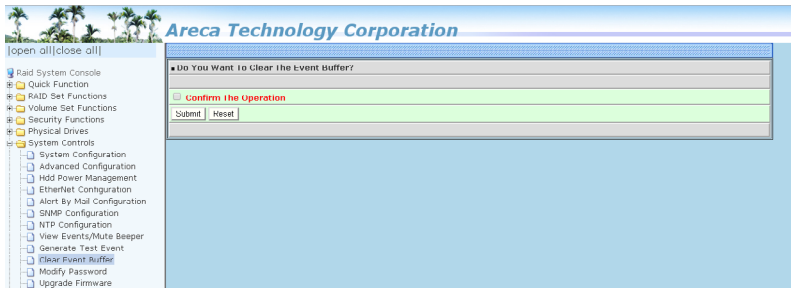 Areca Technology Corporation
|open all|close all|
Raid System Console
Quick Function
RAID Set Functions
Volume Set Functions
Security Functions
Physical Drives
System Controls
System Configuration
Advanced Configuration
Hdd Power Management
EtherNet Configuration
Alert By Mail Configuration
SNMP Configuration
NTP Configuration
View Events/Mute Beeper
Generate Test Event
Clear Event Buffer
Modify Password
Upgrade Firmware
Do You Want To Clear The Event Buffer?
Confirm The Operation
Submit Reset